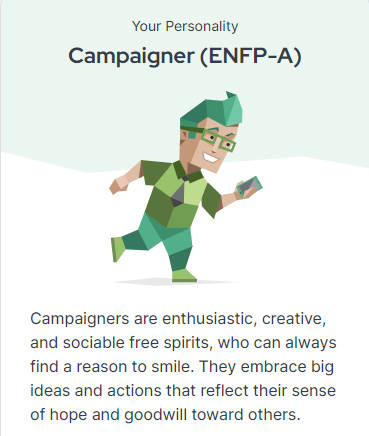 Your Personality
Campaigner (ENFP-A)
Campaigners are enthusiastic, creative,
and sociable free spirits, who can always
find a reason to smile. They embrace big
ideas and actions that reflect their sense
of hope and goodwill toward others.